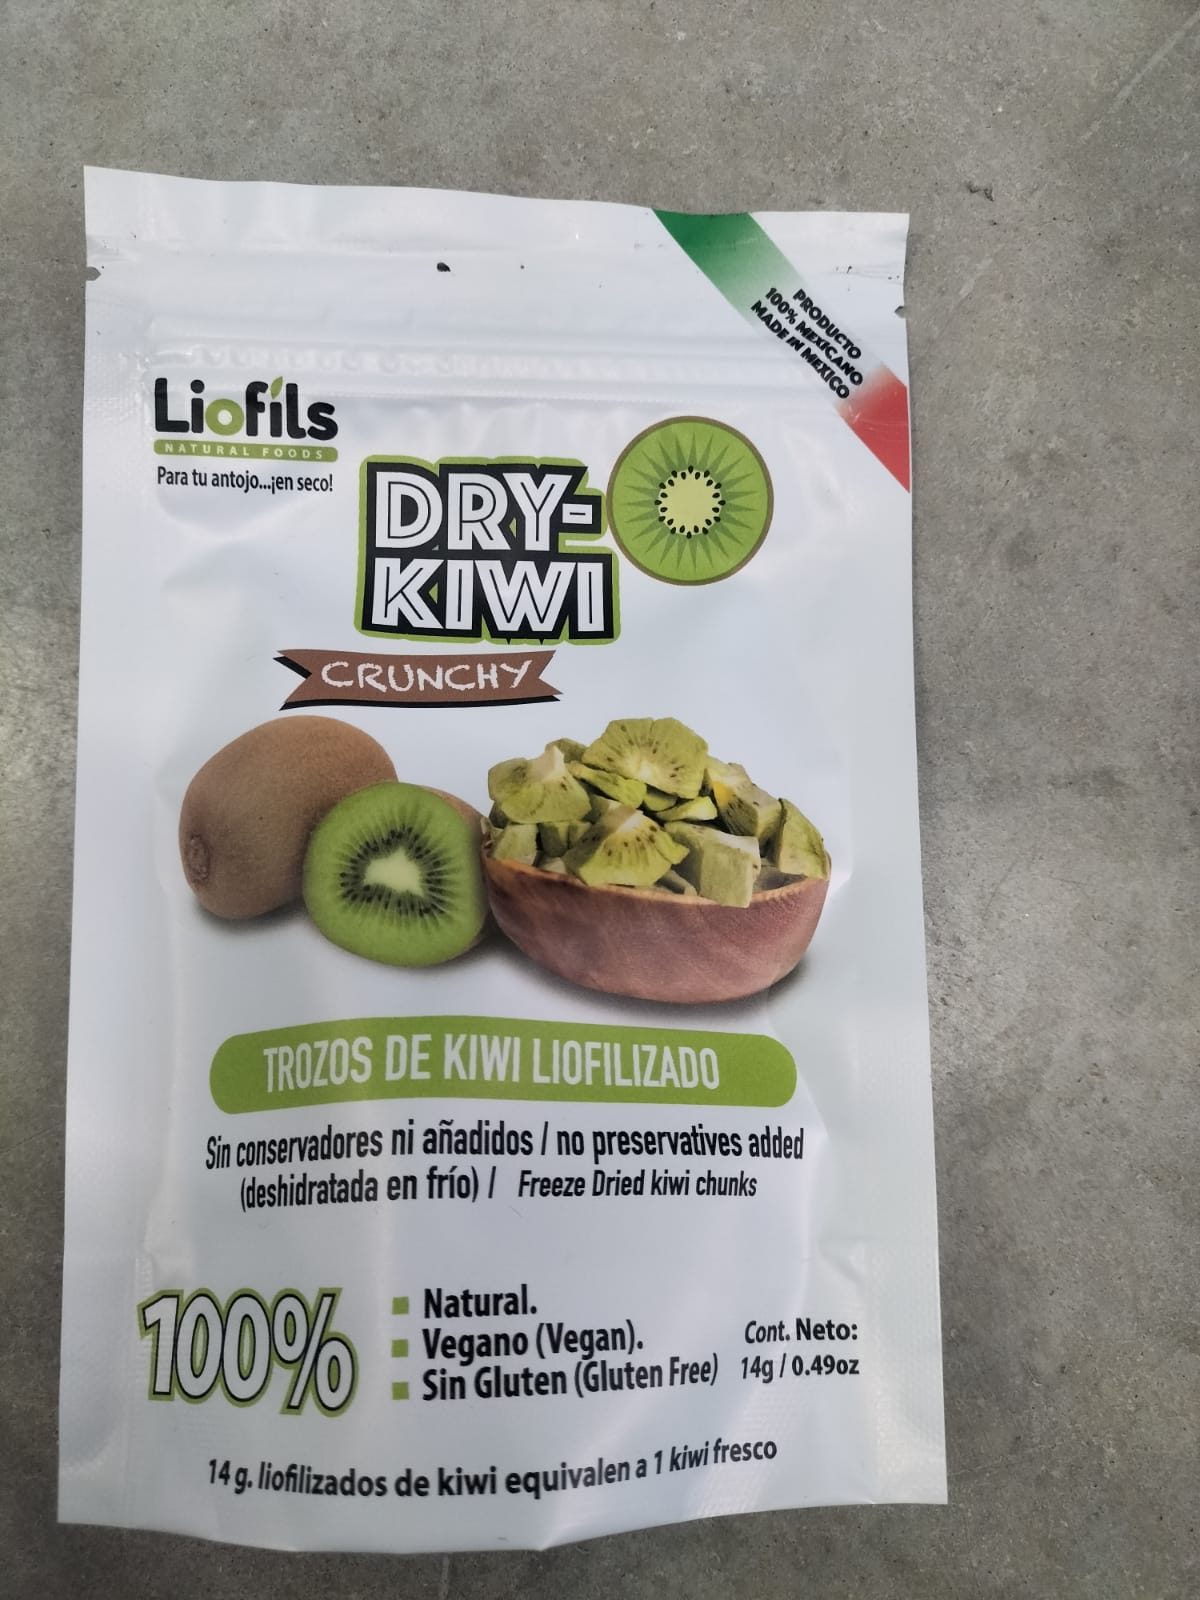 PRODUCTO
100% MEXICANO
MADE IN MEXICO
Liofils
NATURAL FOODS
Para tu antojo...¡en seco!
DRY-
KIWI
CRUNCHY
TROZOS DE KIWI LIOFILIZADO
Sin conservadores ni añadidos / no preservatives added
(deshidratada en frío) / Freeze Dried kiwi chunks
100%
Natural.
Vegano (Vegan).
Sin Gluten (Gluten Free)
Cont. Neto:
14g / 0.49oz
14 g. liofilizados de kiwi equivalen a 1 kiwi fresco